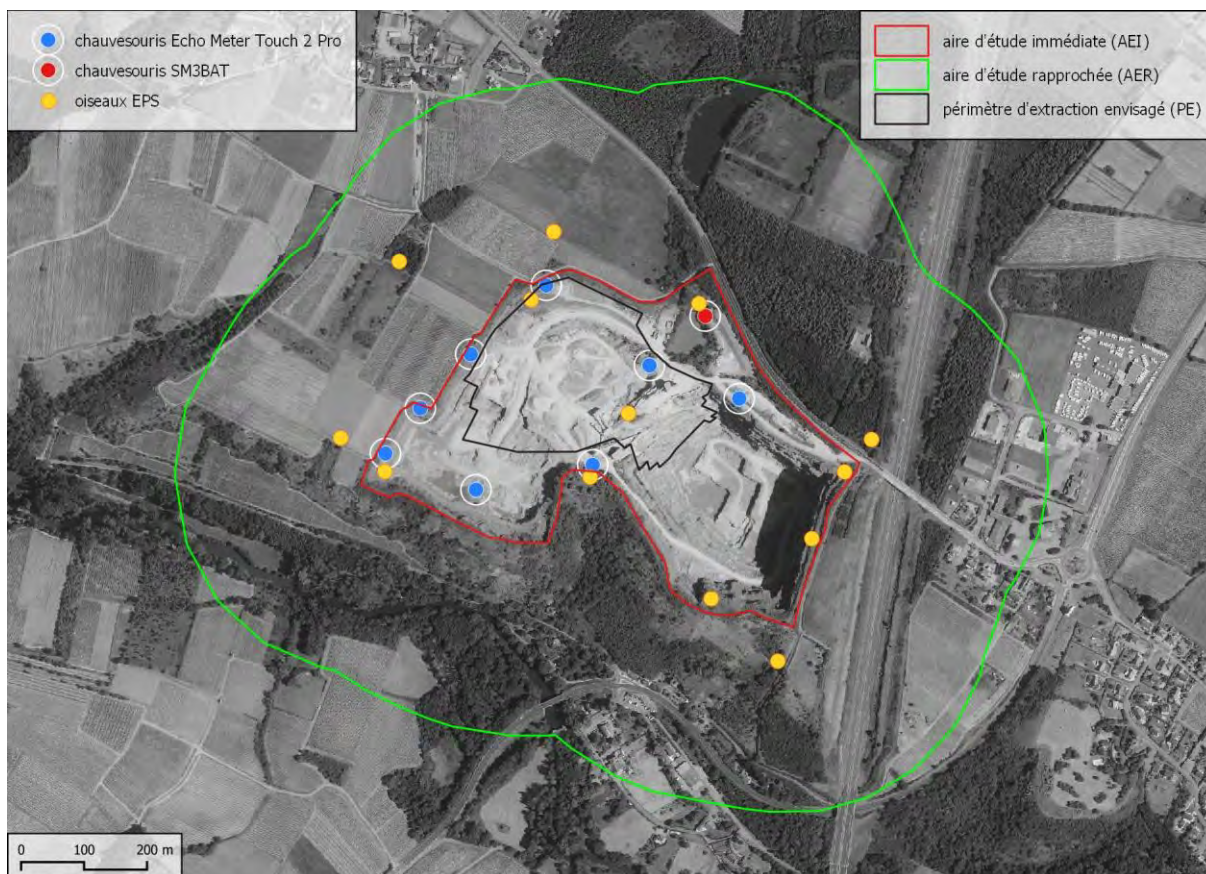 chauvesouris Echo Meter Touch 2 Pro
chauvesouris SM3BAT
oiseaux EPS
aire d'étude immédiate (AEI)
aire d'étude rapprochée (AER)
périmètre d'extraction envisagé (PE)
0 100 200 m